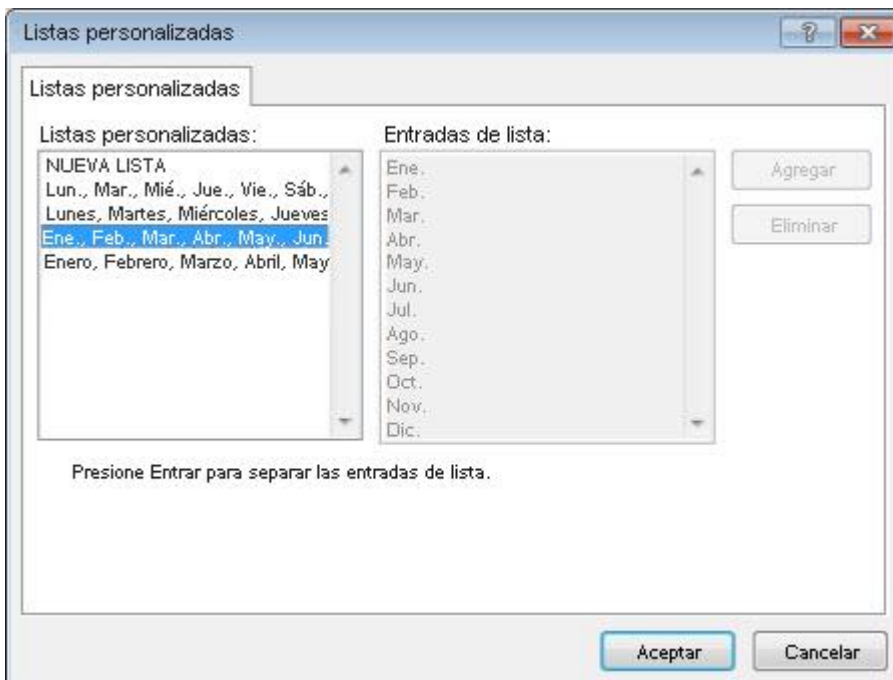 Listas personalizadas
Listas personalizadas
Listas personalizadas:
NUEVA LISTA
Lun., Mar., Mié., Jue., Vie., Sáb.,
Lunes, Martes, Miércoles, Jueves
Ene., Feb., Mar., Abr., May., Jun.
Enero, Febrero, Marzo, Abril, May
Entradas de lista:
Ene.
Feb.
Mar.
Abr.
May.
Jun.
Jul.
Ago.
Sep.
Oct.
Nov.
Dic.
Agregar
Eliminar
Presione Entrar para separar las entradas de lista.
Aceptar
Cancelar